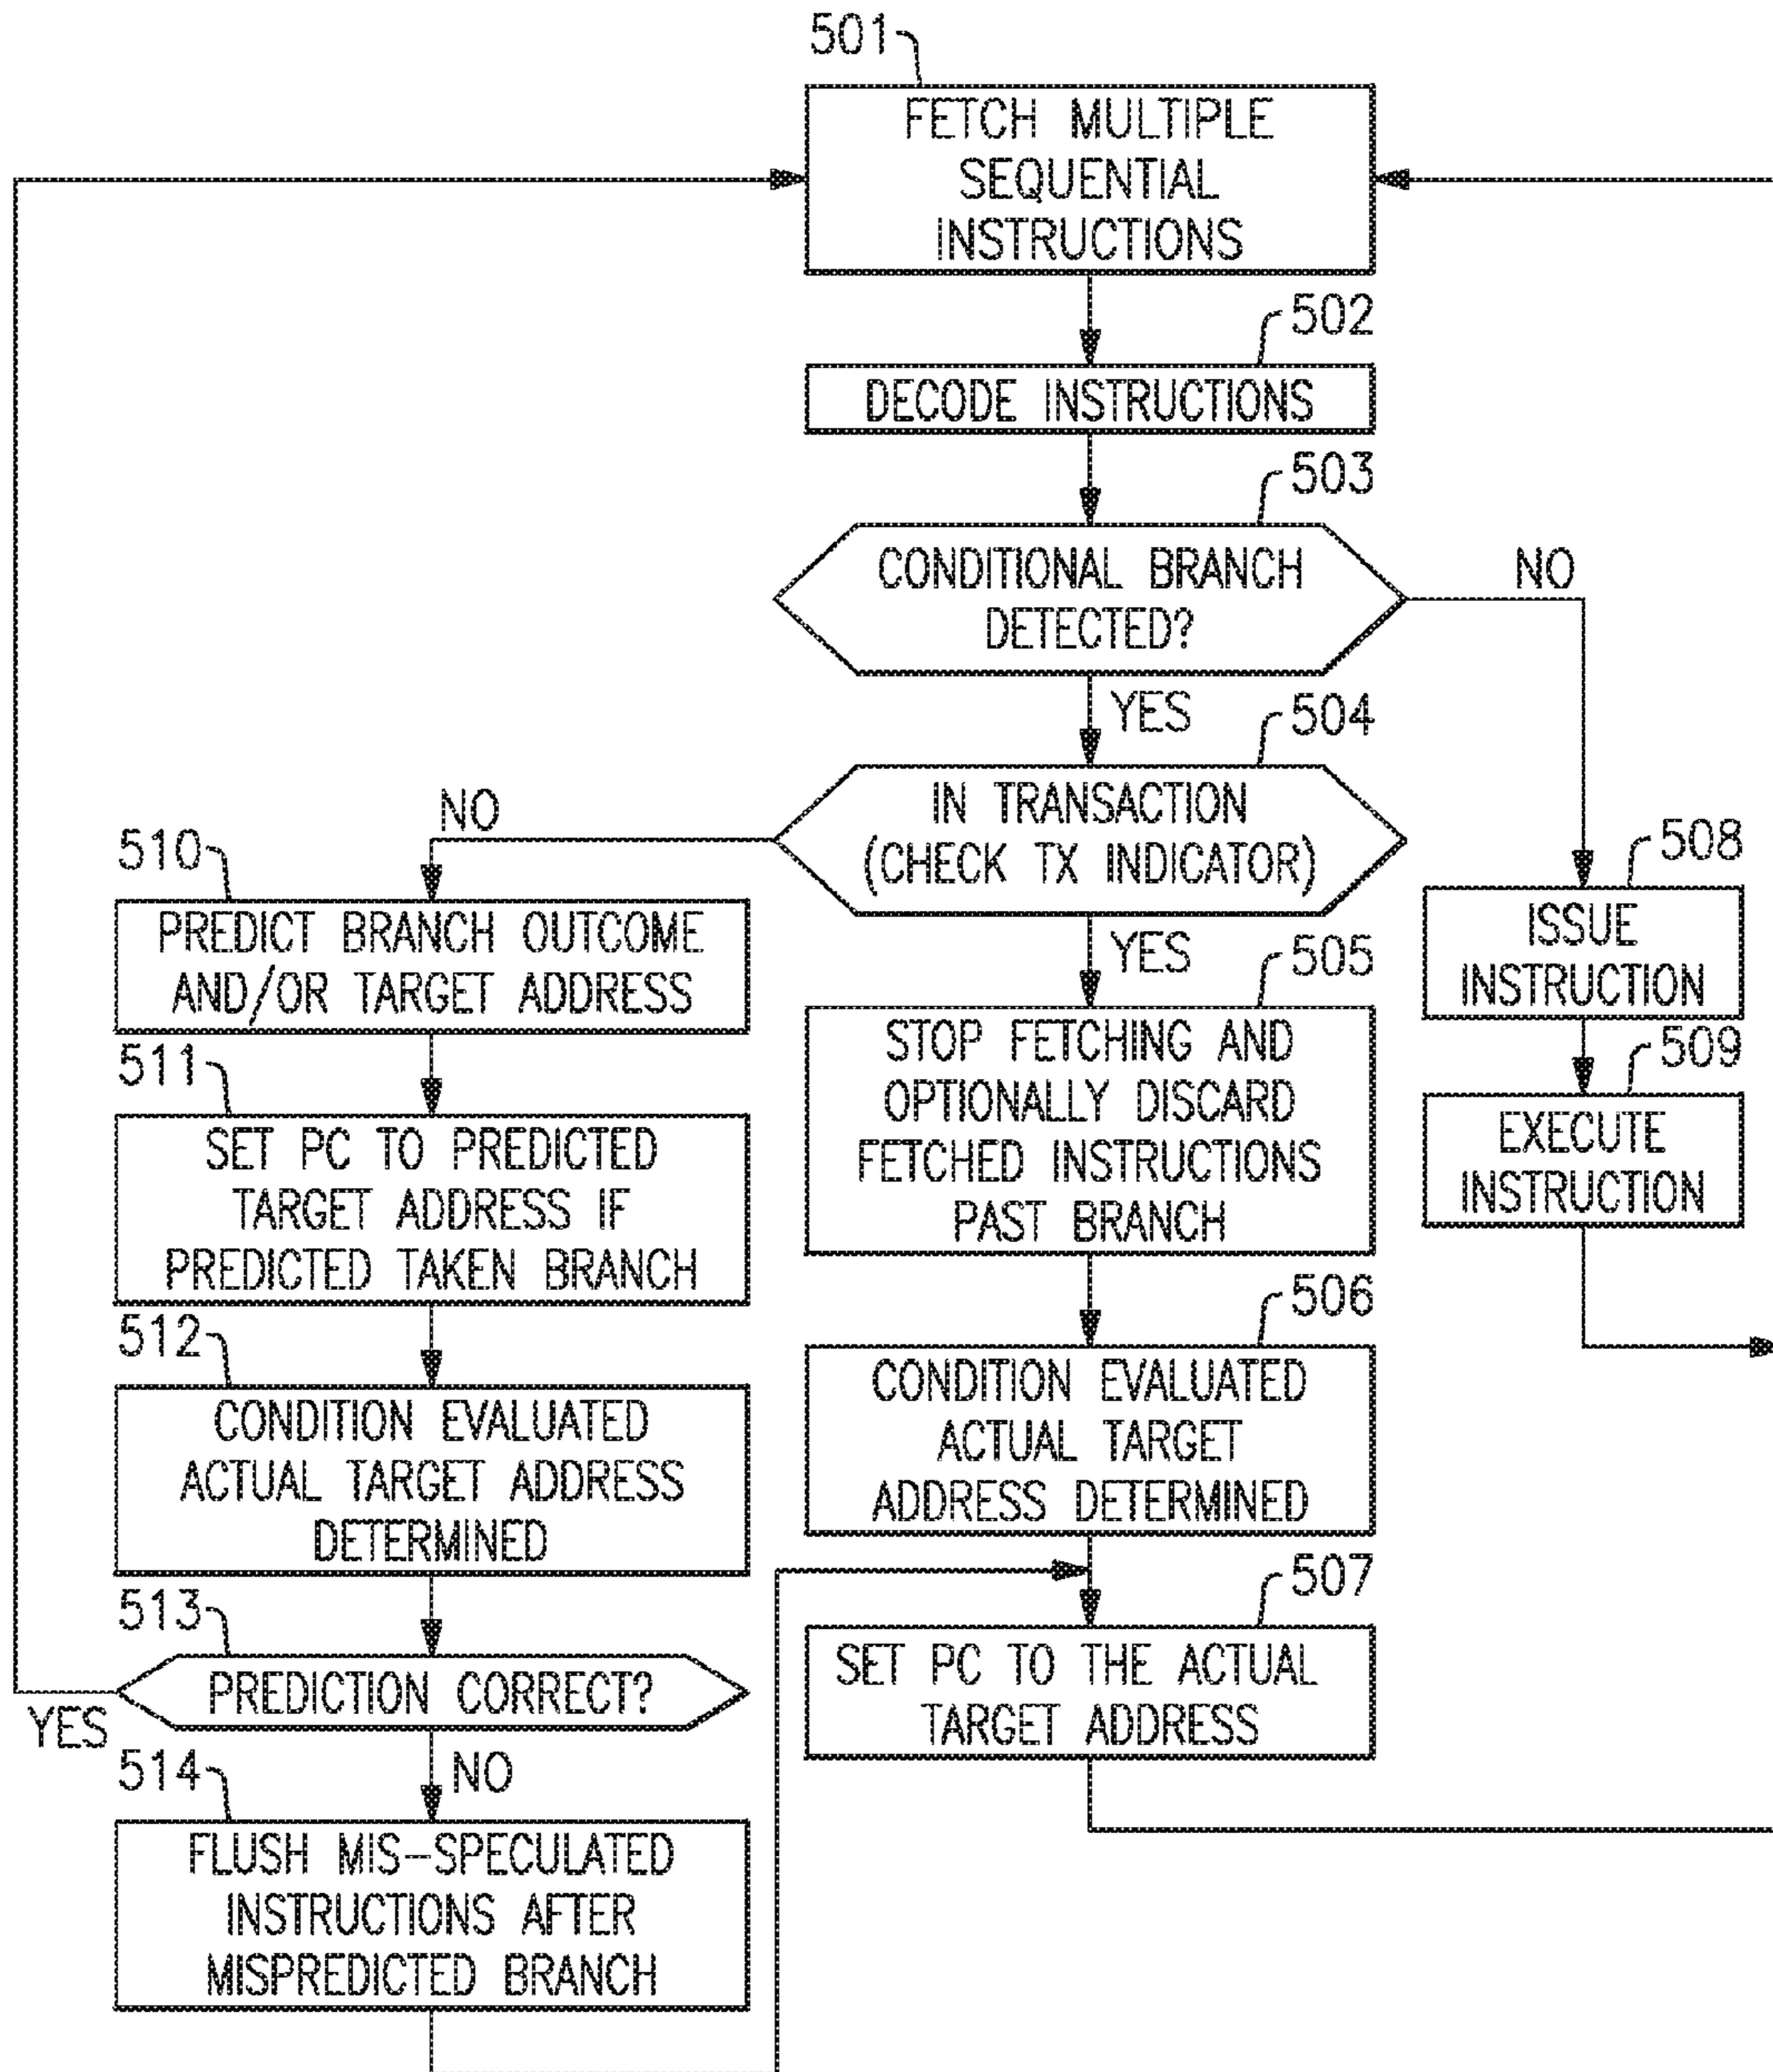 501
FETCH MULTIPLE
SEQUENTIAL
INSTRUCTIONS
502
DECODE INSTRUCTIONS
503
CONDITIONAL BRANCH
DETECTED?
NO
YES
504
IN TRANSACTION
(CHECK TX INDICATOR)
NO
YES
510
PREDICT BRANCH OUTCOME
AND/OR TARGET ADDRESS
511
SET PC TO PREDICTED
TARGET ADDRESS IF
PREDICTED TAKEN BRANCH
512
CONDITION EVALUATED
ACTUAL TARGET ADDRESS
DETERMINED
513
PREDICTION CORRECT?
YES
NO
514
FLUSH MIS-SPECULATED
INSTRUCTIONS AFTER
MISPREDICTED BRANCH
505
STOP FETCHING AND
OPTIONALLY DISCARD
FETCHED INSTRUCTIONS
PAST BRANCH
506
CONDITION EVALUATED
ACTUAL TARGET
ADDRESS DETERMINED
507
SET PC TO THE ACTUAL
TARGET ADDRESS
508
ISSUE
INSTRUCTION
509
EXECUTE
INSTRUCTION